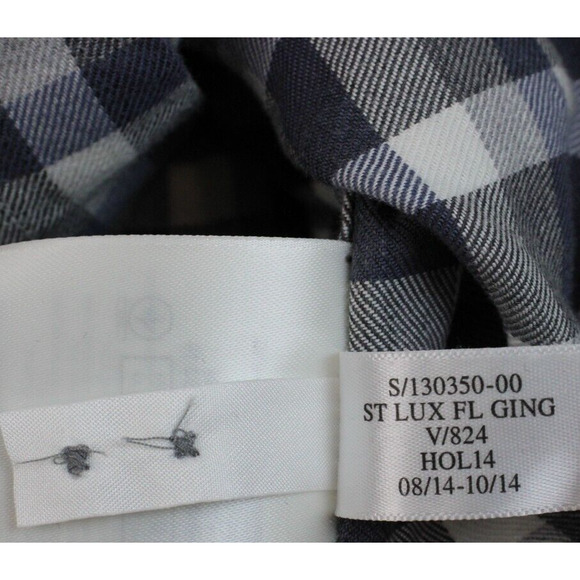 S/130350-00
ST LUX FL GING
V/824
HOL14
08/14-10/14